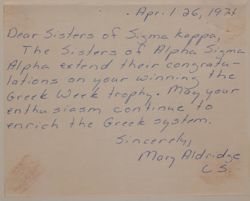 April 26, 1971
Dear Sisters of Sigma Kappa,
The Sisters of Alpha Sigma
Alpha extend their congratu-
lations on your winning the
Greek Week trophy. May your
enthusiasm continue to
enrich the Greek system.
Sincerely,
Mary Aldridge
C.S.